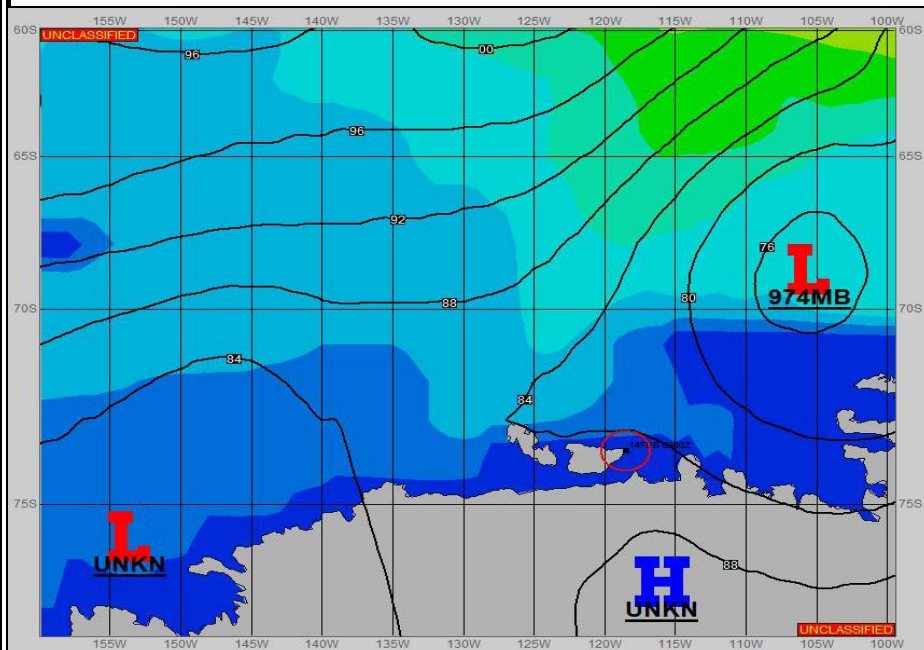 155W 150W 145W 140W 135W 130W 125W 120W 115W 110W 105W 100W
60S UNCLASSIFIED 60S
96 00
96
65S 65S
92
76
974MB
L
80
88
70S 70S
84
84
75S 75S
L
UNKN
H
88
UNKN
UNCLASSIFIED
155W 150W 145W 140W 135W 130W 125W 120W 115W 110W 105W 100W